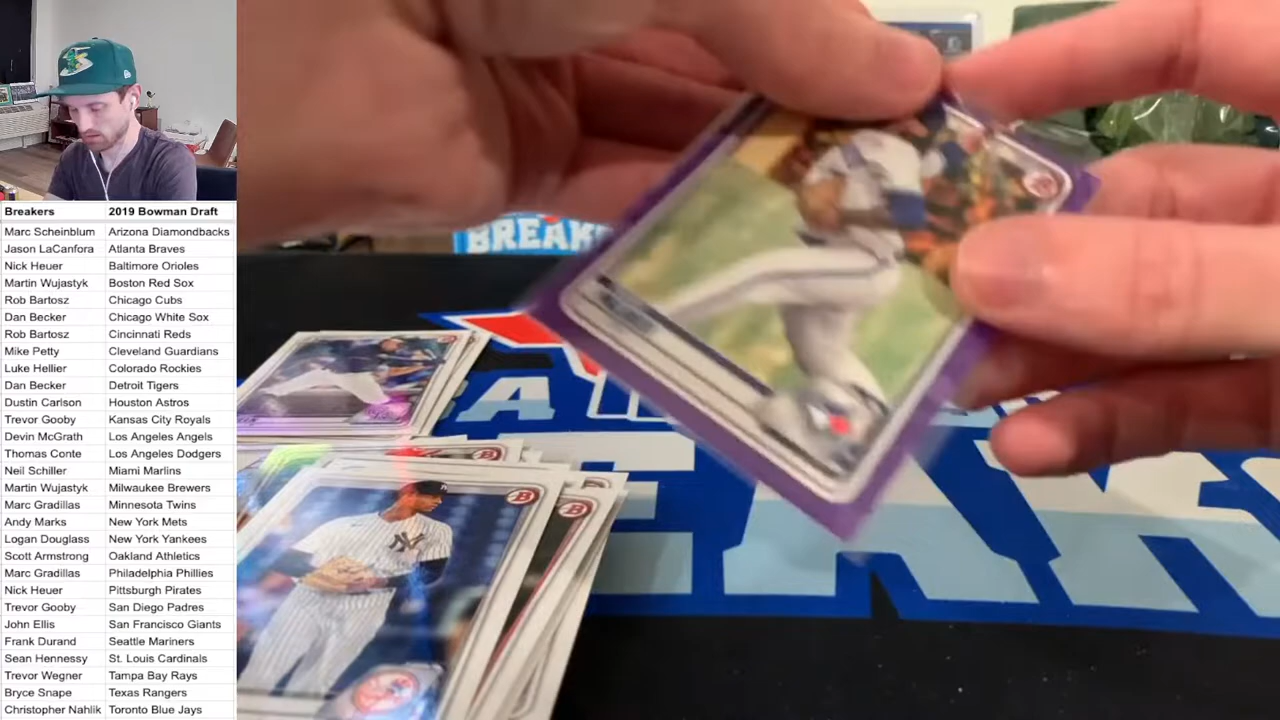 Breakers 2019 Bowman Draft
Marc Scheinblum Arizona Diamondbacks
Jason LaCanfora Atlanta Braves
Nick Heuer Baltimore Orioles
Martin Wujastyk Boston Red Sox
Rob Bartosz Chicago Cubs
Dan Becker Chicago White Sox
Rob Bartosz Cincinnati Reds
Mike Petty Cleveland Guardians
Luke Hellier Colorado Rockies
Dan Becker Detroit Tigers
Dustin Carlson Houston Astros
Trevor Gooby Kansas City Royals
Devin McGrath Los Angeles Angels
Thomas Conte Los Angeles Dodgers
Neil Schiller Miami Marlins
Martin Wujastyk Milwaukee Brewers
Marc Gradillas Minnesota Twins
Andy Marks New York Mets
Logan Douglass New York Yankees
Scott Armstrong Oakland Athletics
Marc Gradillas Philadelphia Phillies
Nick Heuer Pittsburgh Pirates
Trevor Gooby San Diego Padres
John Ellis San Francisco Giants
Frank Durand Seattle Mariners
Sean Hennessy St. Louis Cardinals
Trevor Wegner Tampa Bay Rays
Bryce Snape Texas Rangers
Christopher Nahlik Toronto Blue Jays
BREAK